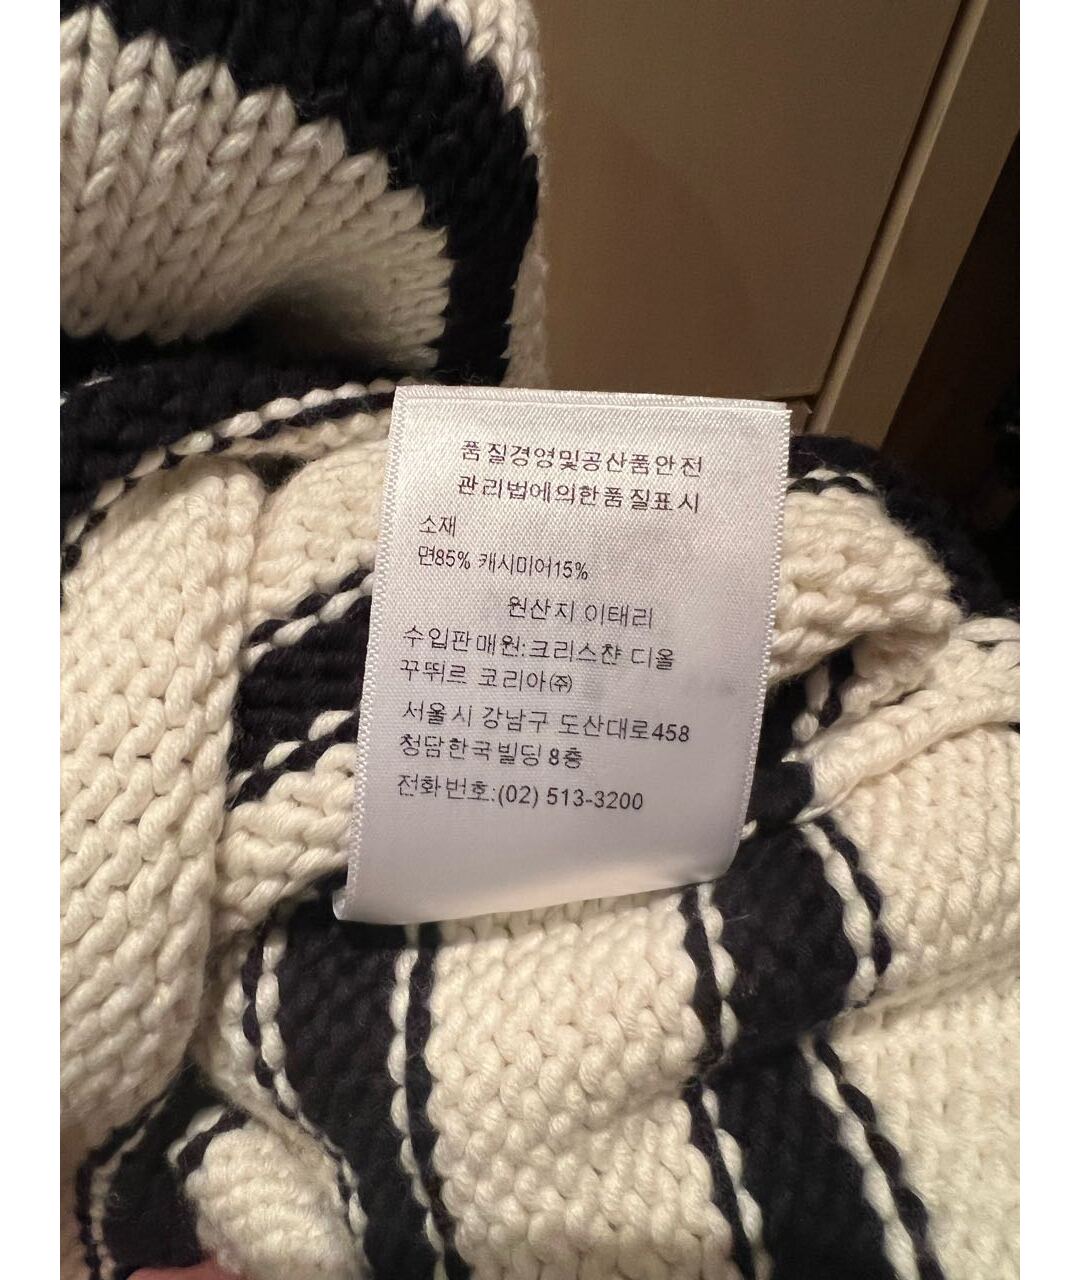 품질경영및공산품안전
관리법에의한품질표시
소재
면85% 캐시미어15%
원산지 이태리
수입판매원:크리스챤 디올
꾸뛰르 코리아㈜
서울시 강남구 도산대로458
청담한국빌딩 8층
전화번호:(02) 513-3200